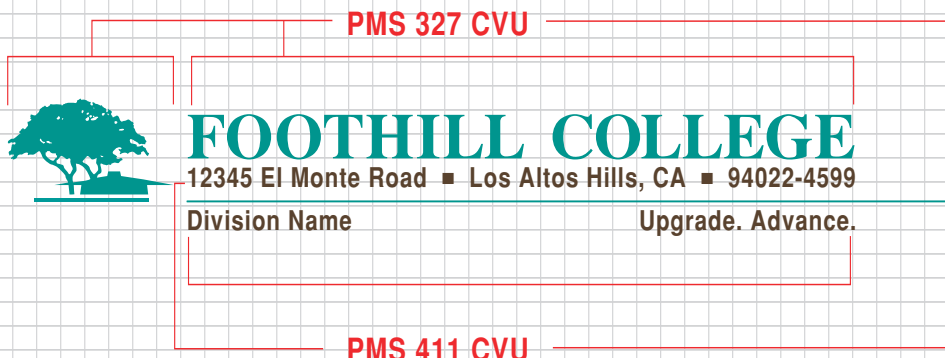 PMS 327 CVU
FOOTHILL COLLEGE
12345 El Monte Road ■ Los Altos Hills, CA ■ 94022-4599
Division Name Upgrade. Advance.
PMS 411 CVU